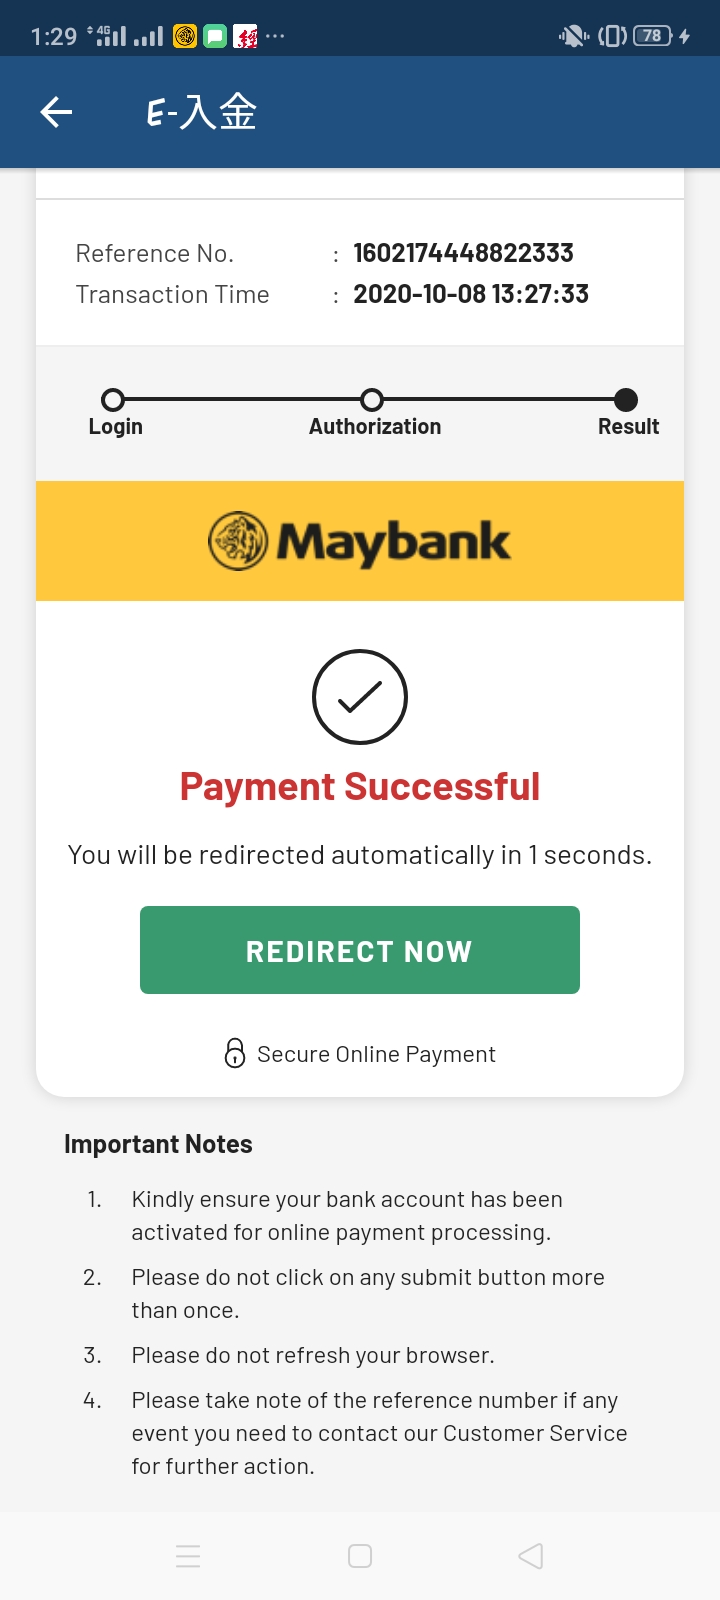 1:29 4G 78
E-入金
Reference No. : 1602174448822333
Transaction Time : 2020-10-08 13:27:33
Login Authorization Result
Maybank
Payment Successful
You will be redirected automatically in 1 seconds.
REDIRECT NOW
Secure Online Payment
Important Notes
1. Kindly ensure your bank account has been
activated for online payment processing.
2. Please do not click on any submit button more
than once.
3. Please do not refresh your browser.
4. Please take note of the reference number if any
event you need to contact our Customer Service
for further action.